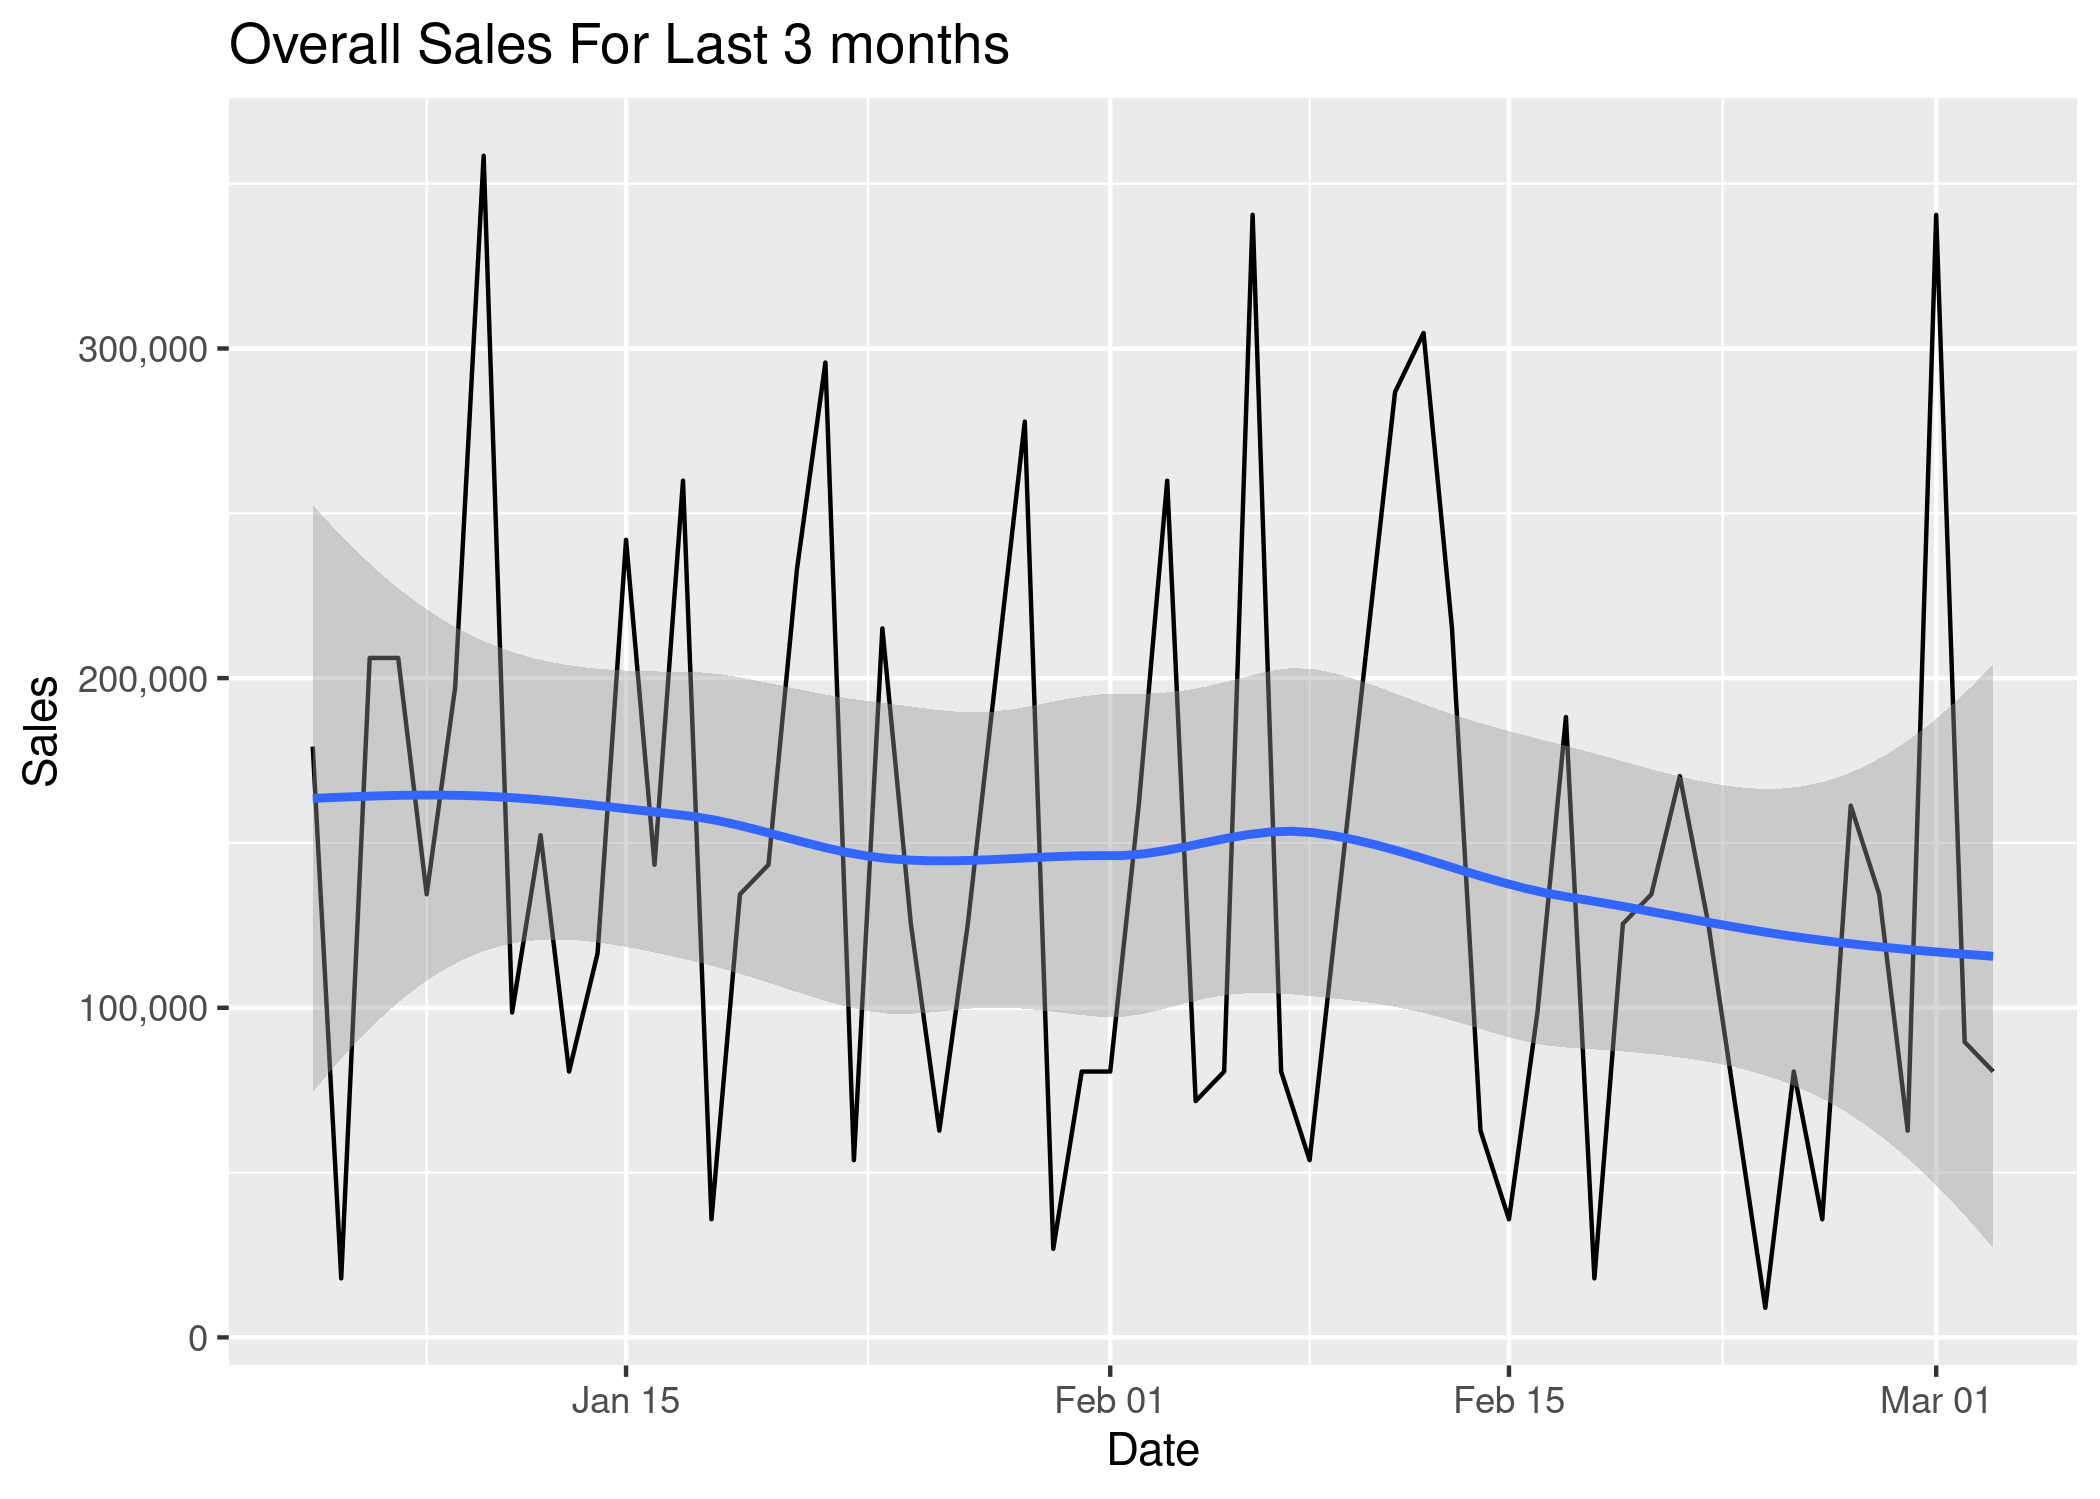 Overall Sales For Last 3 months
Sales
300,000
200,000
100,000
0
Jan 15
Feb 01
Feb 15
Mar 01
Date